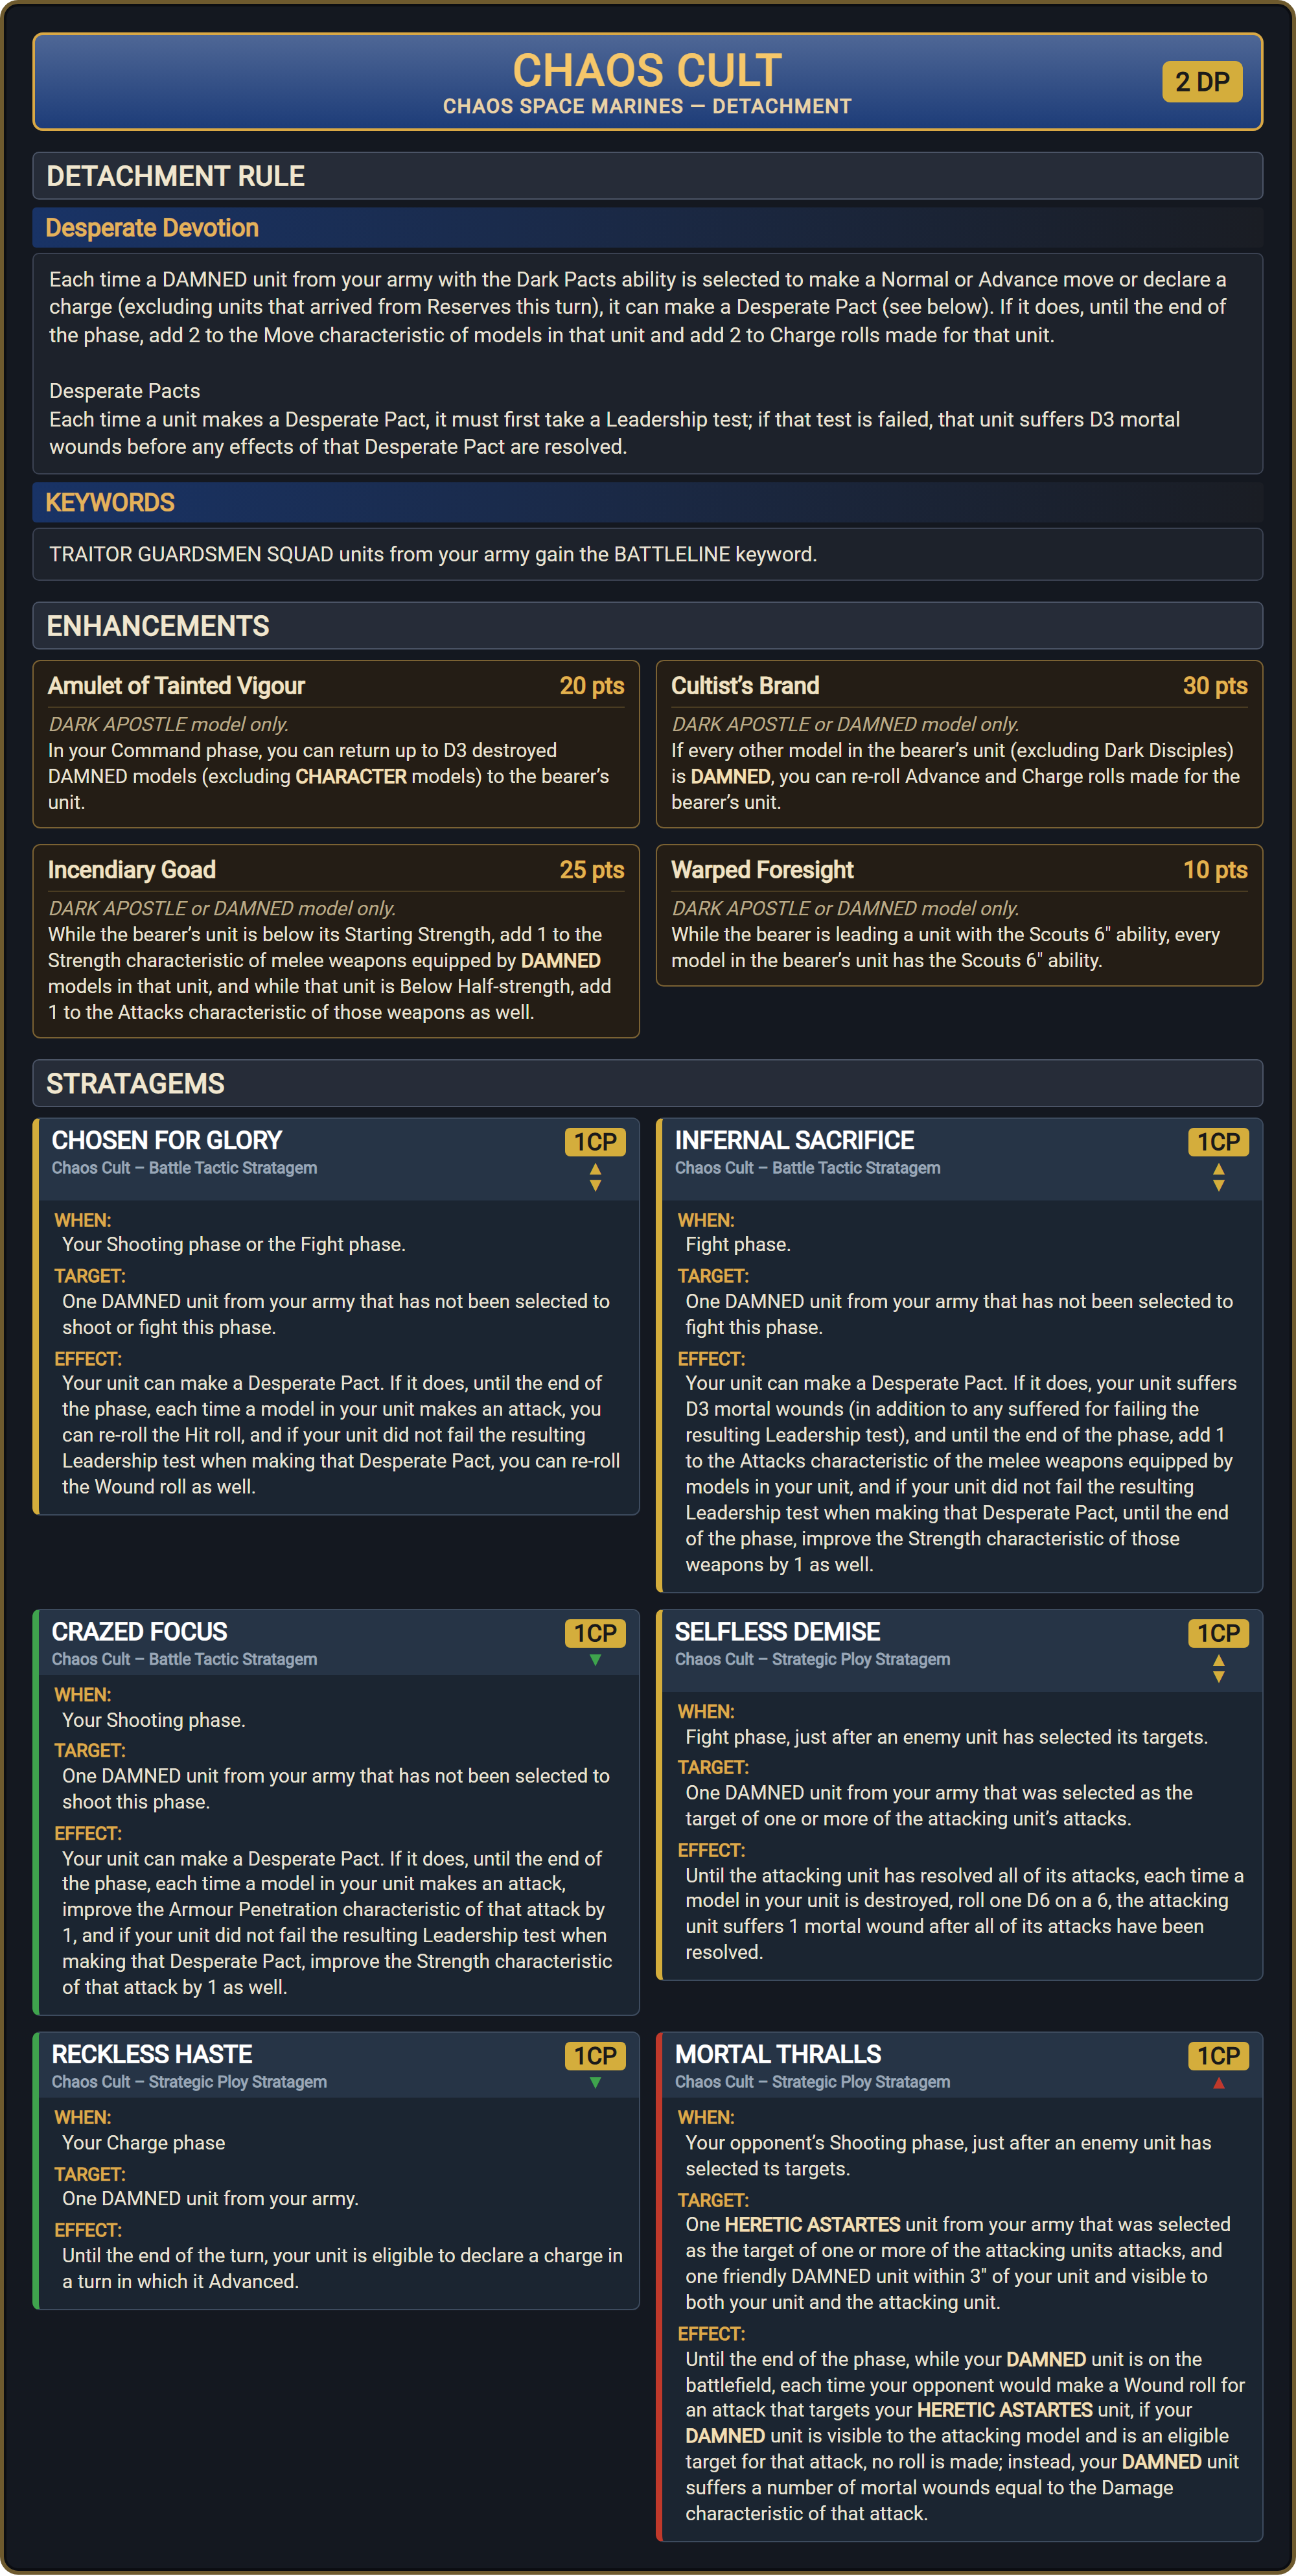 CHAOS CULT
CHAOS SPACE MARINES — DETACHMENT
2 DP
DETACHMENT RULE
Desperate Devotion
Each time a DAMNED unit from your army with the Dark Pacts ability is selected to make a Normal or Advance move or declare a
charge (excluding units that arrived from Reserves this turn), it can make a Desperate Pact (see below). If it does, until the end of
the phase, add 2 to the Move characteristic of models in that unit and add 2 to Charge rolls made for that unit.
Desperate Pacts
Each time a unit makes a Desperate Pact, it must first take a Leadership test; if that test is failed, that unit suffers D3 mortal
wounds before any effects of that Desperate Pact are resolved.
KEYWORDS
TRAITOR GUARDSMEN SQUAD units from your army gain the BATTLELINE keyword.
ENHANCEMENTS
Amulet of Tainted Vigour
20 pts
DARK APOSTLE model only.
In your Command phase, you can return up to D3 destroyed
DAMNED models (excluding CHARACTER models) to the bearer’s
unit.
Cultist’s Brand
30 pts
DARK APOSTLE or DAMNED model only.
If every other model in the bearer’s unit (excluding Dark Disciples)
is DAMNED, you can re-roll Advance and Charge rolls made for the
bearer’s unit.
Incendiary Goad
25 pts
DARK APOSTLE or DAMNED model only.
While the bearer’s unit is below its Starting Strength, add 1 to the
Strength characteristic of melee weapons equipped by DAMNED
models in that unit, and while that unit is Below Half-strength, add
1 to the Attacks characteristic of those weapons as well.
Warped Foresight
10 pts
DARK APOSTLE or DAMNED model only.
While the bearer is leading a unit with the Scouts 6" ability, every
model in the bearer’s unit has the Scouts 6" ability.
STRATAGEMS
CHOSEN FOR GLORY
1CP
Chaos Cult – Battle Tactic Stratagem
▲
▼
WHEN:
Your Shooting phase or the Fight phase.
TARGET:
One DAMNED unit from your army that has not been selected to
shoot or fight this phase.
EFFECT:
Your unit can make a Desperate Pact. If it does, until the end of
the phase, each time a model in your unit makes an attack, you
can re-roll the Hit roll, and if your unit did not fail the resulting
Leadership test when making that Desperate Pact, you can re-roll
the Wound roll as well.
INFERNAL SACRIFICE
1CP
Chaos Cult – Battle Tactic Stratagem
▲
▼
WHEN:
Fight phase.
TARGET:
One DAMNED unit from your army that has not been selected to
fight this phase.
EFFECT:
Your unit can make a Desperate Pact. If it does, your unit suffers
D3 mortal wounds (in addition to any suffered for failing the
resulting Leadership test), and until the end of the phase, add 1
to the Attacks characteristic of the melee weapons equipped by
models in your unit, and if your unit did not fail the resulting
Leadership test when making that Desperate Pact, until the end
of the phase, improve the Strength characteristic of those
weapons by 1 as well.
CRAZED FOCUS
1CP
Chaos Cult – Battle Tactic Stratagem
▼
WHEN:
Your Shooting phase.
TARGET:
One DAMNED unit from your army that has not been selected to
shoot this phase.
EFFECT:
Your unit can make a Desperate Pact. If it does, until the end of
the phase, each time a model in your unit makes an attack,
improve the Armour Penetration characteristic of that attack by
1, and if your unit did not fail the resulting Leadership test when
making that Desperate Pact, improve the Strength characteristic
of that attack by 1 as well.
SELFLESS DEMISE
1CP
Chaos Cult – Strategic Ploy Stratagem
▲
▼
WHEN:
Fight phase, just after an enemy unit has selected its targets.
TARGET:
One DAMNED unit from your army that was selected as the
target of one or more of the attacking unit’s attacks.
EFFECT:
Until the attacking unit has resolved all of its attacks, each time a
model in your unit is destroyed, roll one D6 on a 6, the attacking
unit suffers 1 mortal wound after all of its attacks have been
resolved.
RECKLESS HASTE
1CP
Chaos Cult – Strategic Ploy Stratagem
▼
WHEN:
Your Charge phase
TARGET:
One DAMNED unit from your army.
EFFECT:
Until the end of the turn, your unit is eligible to declare a charge in
a turn in which it Advanced.
MORTAL THRALLS
1CP
Chaos Cult – Strategic Ploy Stratagem
▲
WHEN:
Your opponent’s Shooting phase, just after an enemy unit has
selected ts targets.
TARGET:
One HERETIC ASTARTES unit from your army that was selected
as the target of one or more of the attacking units attacks, and
one friendly DAMNED unit within 3" of your unit and visible to
both your unit and the attacking unit.
EFFECT:
Until the end of the phase, while your DAMNED unit is on the
battlefield, each time your opponent would make a Wound roll for
an attack that targets your HERETIC ASTARTES unit, if your
DAMNED unit is visible to the attacking model and is an eligible
target for that attack, no roll is made; instead, your DAMNED unit
suffers a number of mortal wounds equal to the Damage
characteristic of that attack.